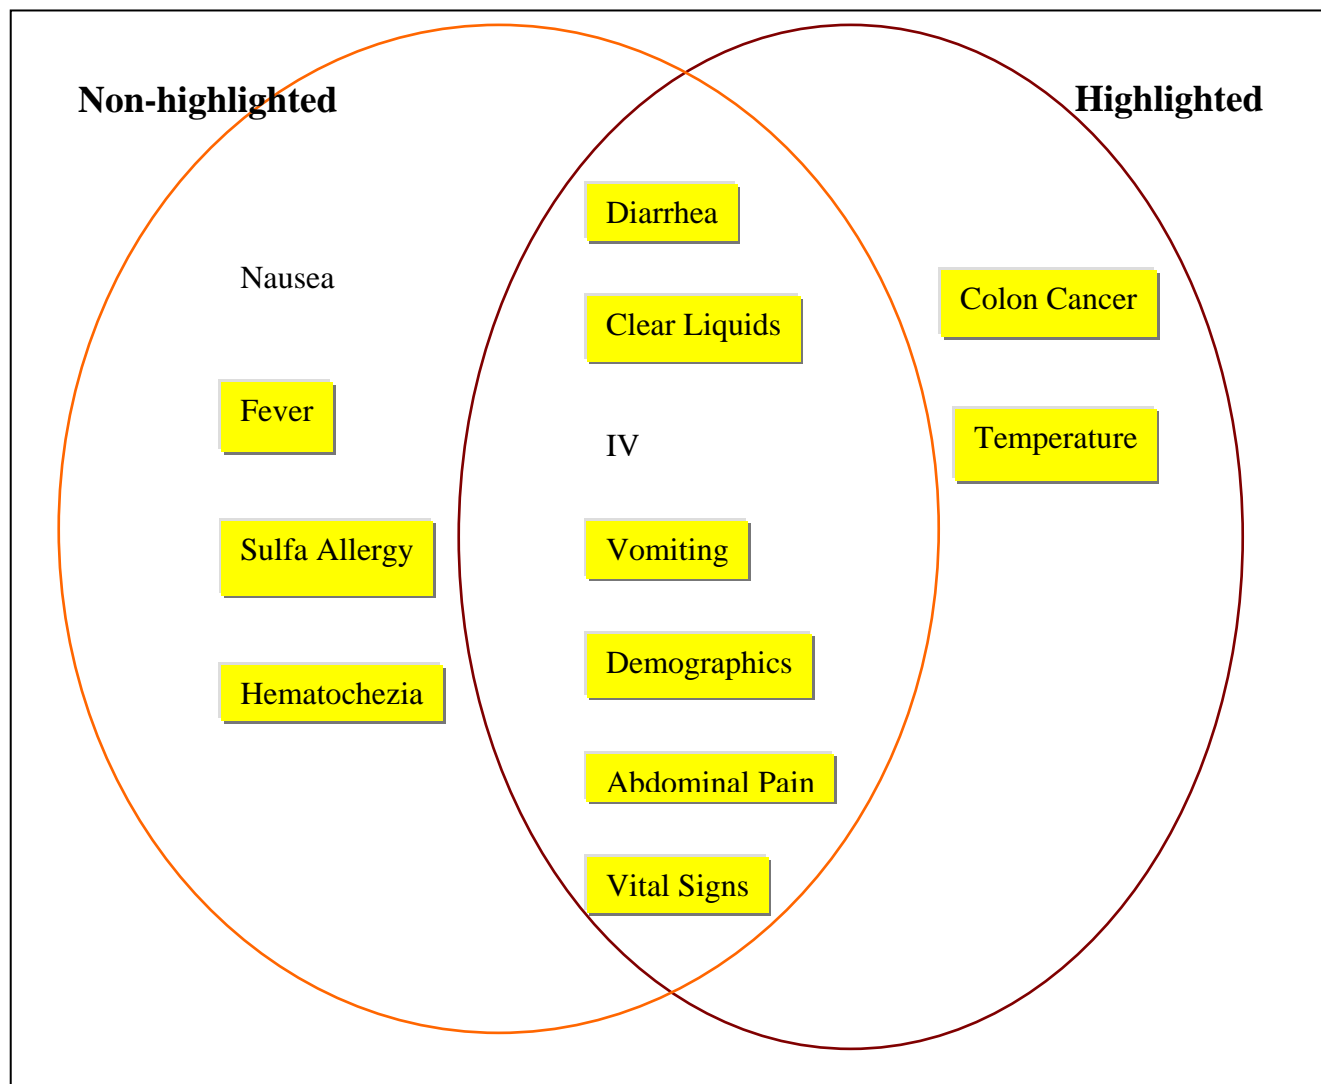 Non-highlighted
Highlighted
Nausea
Fever
Sulfa Allergy
Hematochezia
Diarrhea
Clear Liquids
IV
Vomiting
Demographics
Abdominal Pain
Vital Signs
Colon Cancer
Temperature